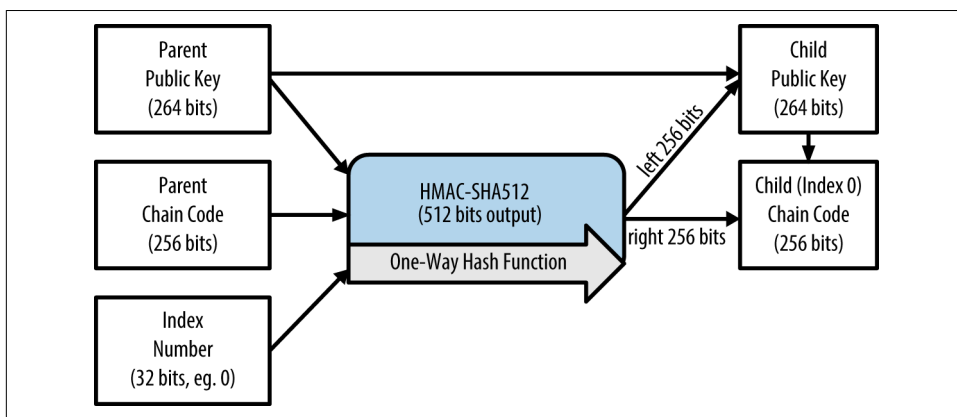 Parent
Public Key
(264 bits)
Parent
Chain Code
(256 bits)
Index
Number
(32 bits, eg. 0)
HMAC-SHA512
(512 bits output)
One-Way Hash Function
left 256 bits
right 256 bits
Child
Public Key
(264 bits)
Child (Index 0)
Chain Code
(256 bits)